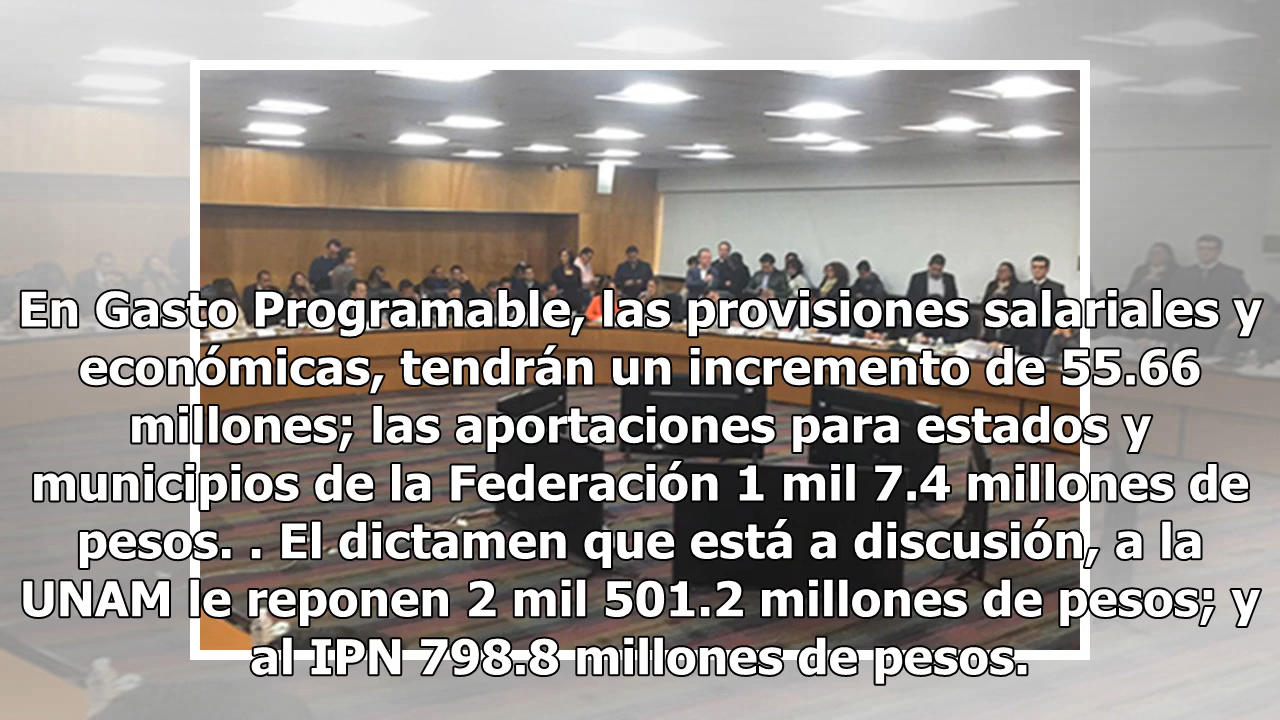 En Gasto Programable, las provisiones salariales y
económicas, tendrán un incremento de 55.66
millones; las aportaciones para estados y
municipios de la Federación 1 mil 7.4 millones de
pesos. . El dictamen que está a discusión, a la
UNAM le reponen 2 mil 501.2 millones de pesos; y
al IPN 798.8 millones de pesos.